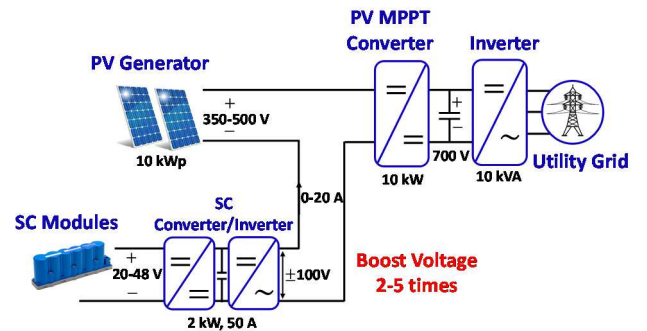 PV MPPT
Converter
Inverter
PV Generator
+
350-500 V
−
10 kWp
+
−
700 V
10 kW
10 kVA
Utility Grid
0-20 A
SC
Converter/Inverter
SC Modules
+
20-48 V
−
±100V
2 kW, 50 A
Boost Voltage
2-5 times